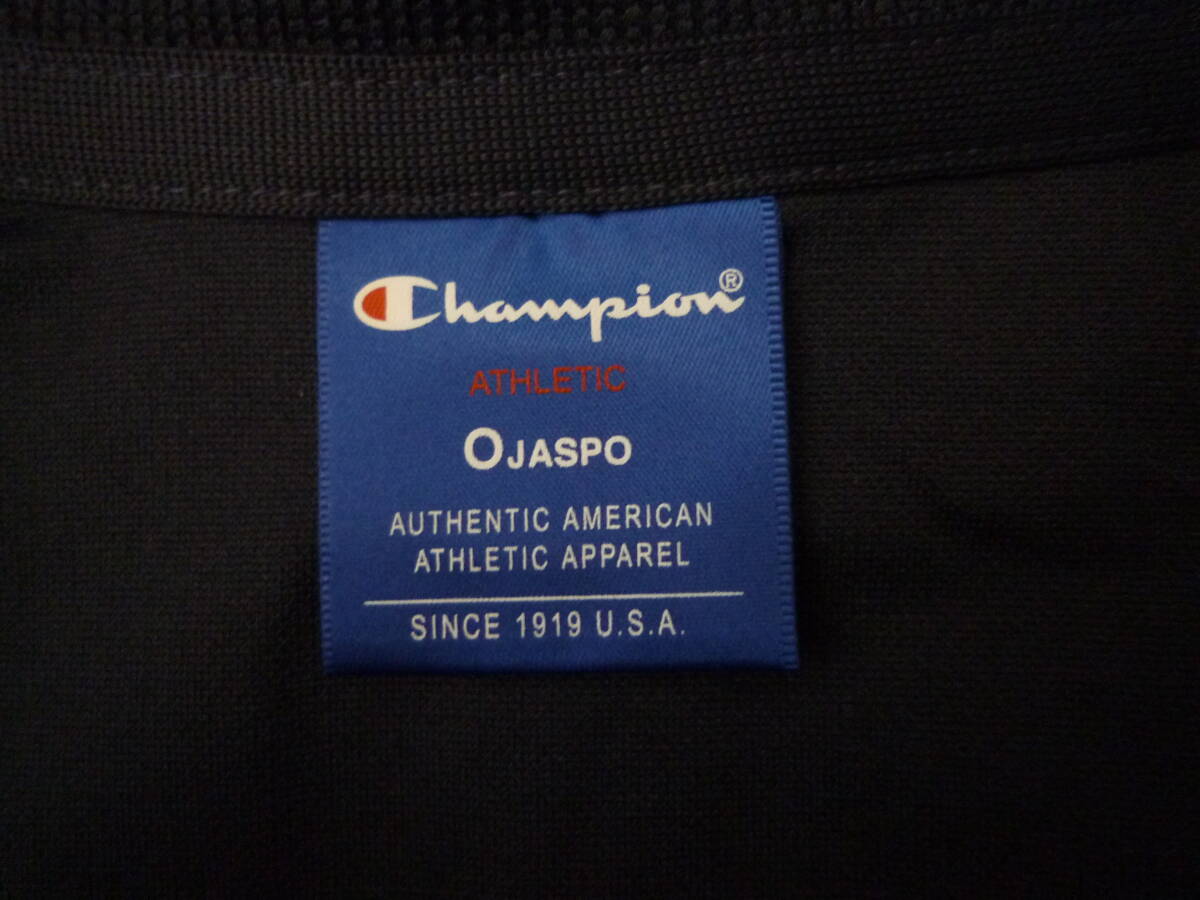 Champion®
ATHLETIC
OJASPO
AUTHENTIC AMERICAN
ATHLETIC APPAREL
SINCE 1919 U.S.A.